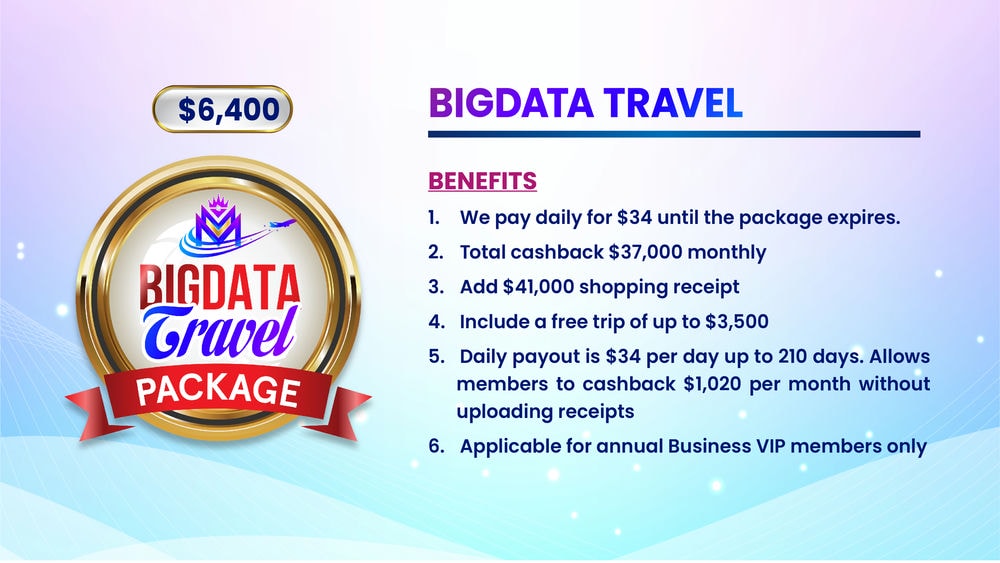 $6,400
BIGDATA
Travel
PACKAGE
BIGDATA TRAVEL
BENEFITS
1. We pay daily for $34 until the package expires.
2. Total cashback $37,000 monthly
3. Add $41,000 shopping receipt
4. Include a free trip of up to $3,500
5. Daily payout is $34 per day up to 210 days. Allows
members to cashback $1,020 per month without
uploading receipts
6. Applicable for annual Business VIP members only